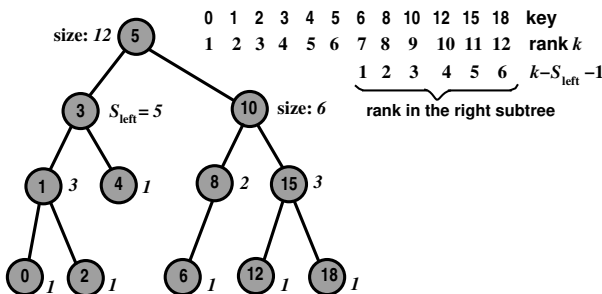 0 1 2 3 4 5 6 8 10 12 15 18 key
size: 12 5 1 2 3 4 5 6 7 8 9 10 11 12 rank k
1 2 3 4 5 6 k−S_left −1
3 S_left = 5 10 size: 6 rank in the right subtree
1 3 4 1 8 2 15 3
0 1 2 1 6 1 12 1 18 1